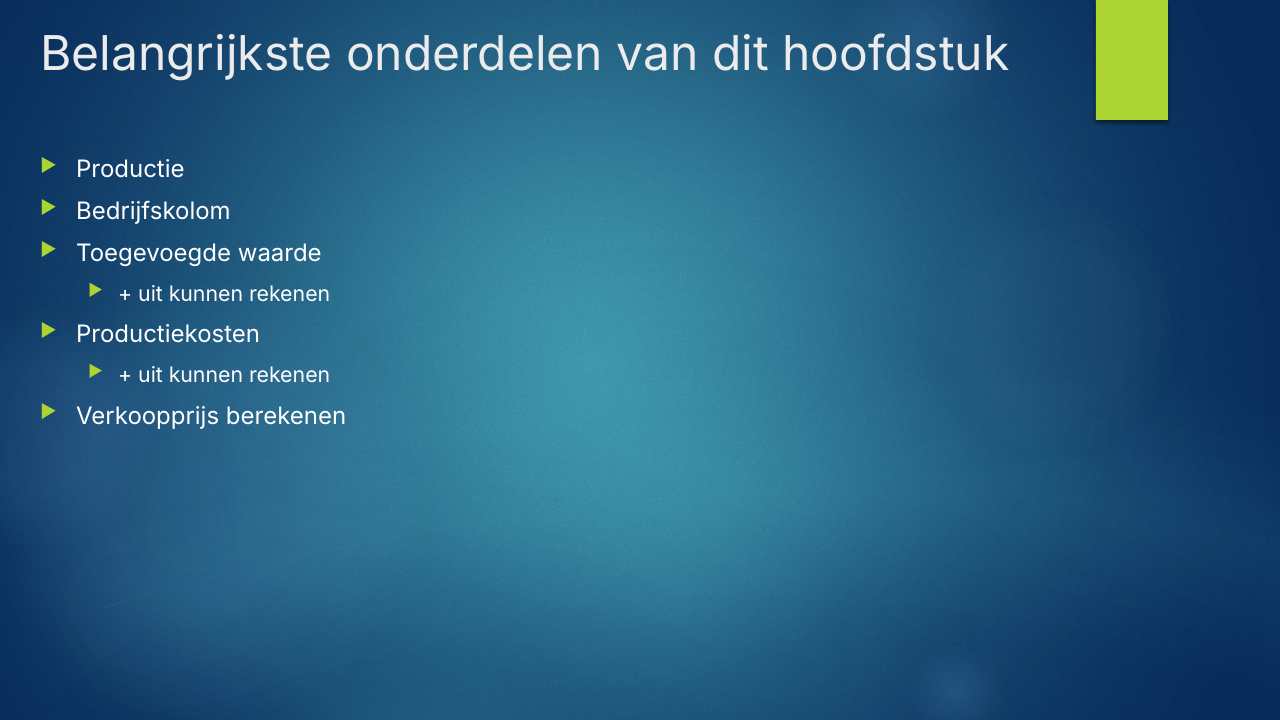 Belangrijkste onderdelen van dit hoofdstuk
Productie
Bedrijfskolom
Toegevoegde waarde
+ uit kunnen rekenen
Productiekosten
+ uit kunnen rekenen
Verkoopprijs berekenen